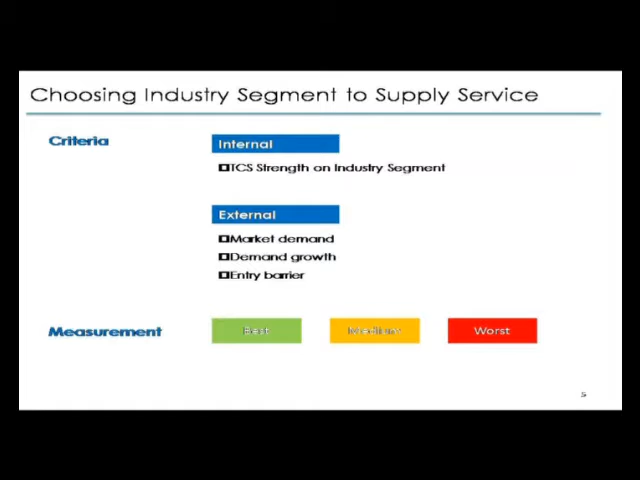 Choosing Industry Segment to Supply Service
Criteria
Internal
TCS Strength on Industry Segment
External
Market demand
Demand growth
Entry barrier
Measurement
Best
Medium
Worst
5